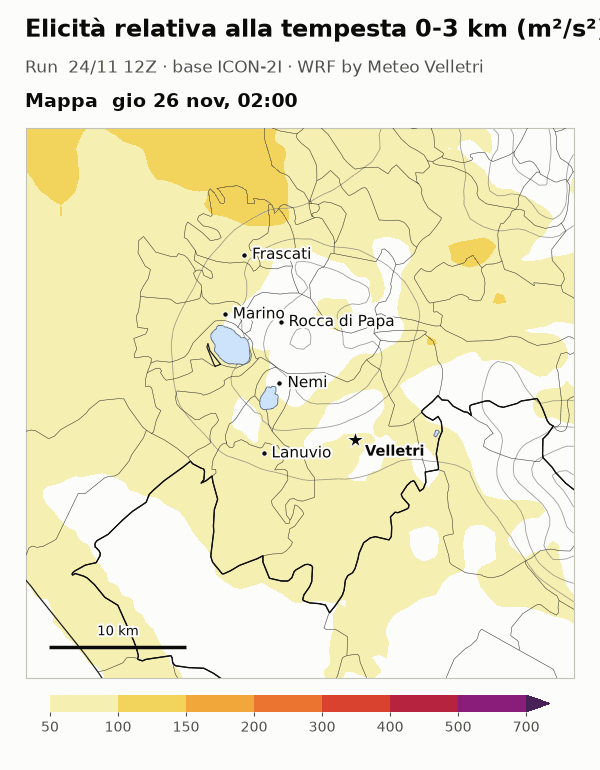 Elicità relativa alla tempesta 0-3 km (m²/s²)
Run  24/11 12Z · base ICON-2I · WRF by Meteo Velletri
Mappa  gio 26 nov, 02:00
Frascati
Marino
Rocca di Papa
Nemi
Velletri
Lanuvio
10 km
50 100 150 200 300 400 500 700